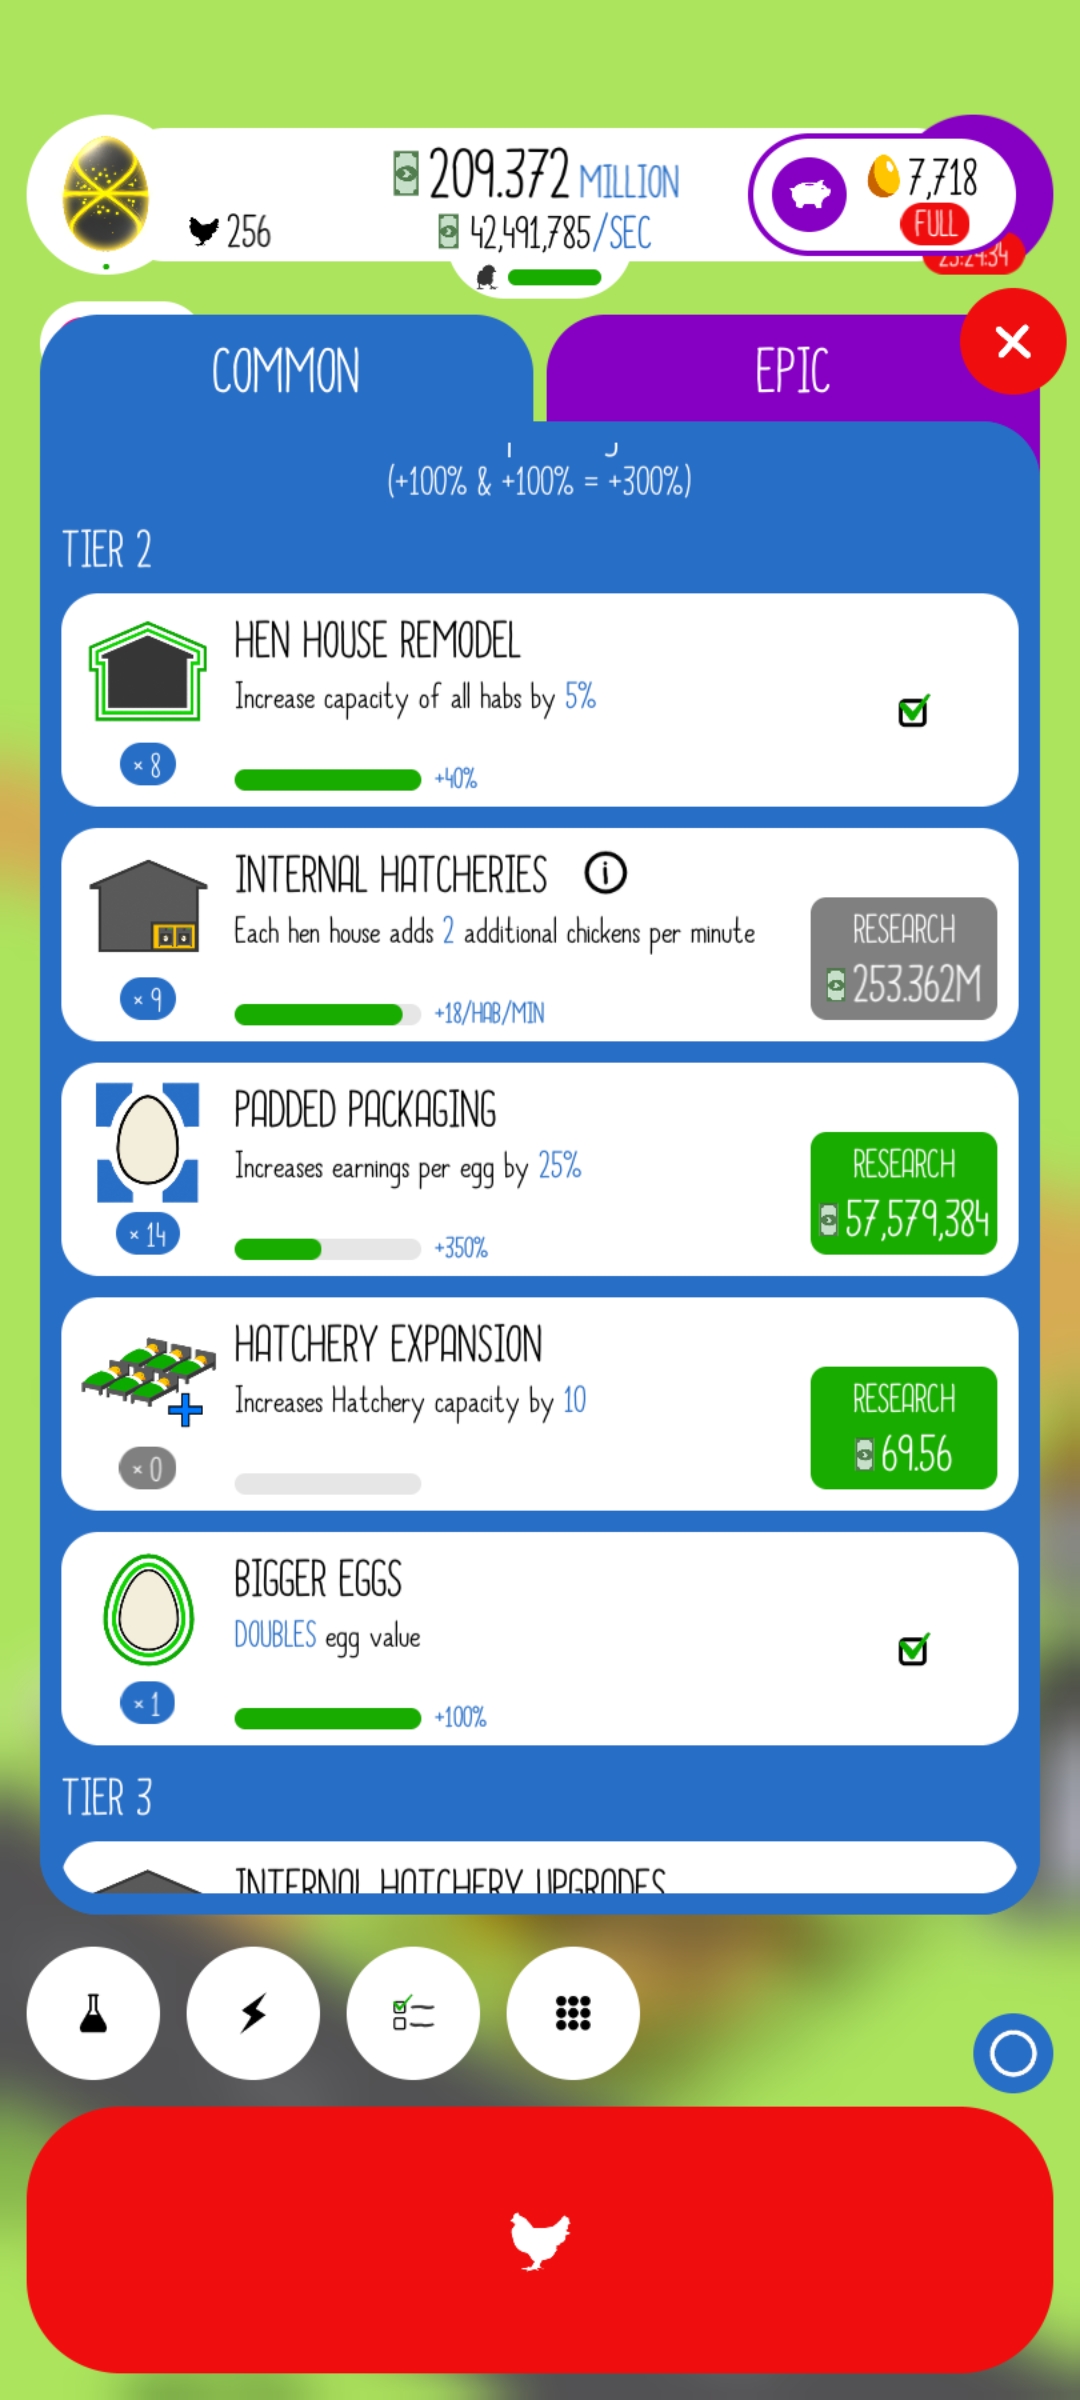 209.372 MILLION
256
42,491,785/SEC
7,718
FULL
23:24:34
COMMON
EPIC
(+100% & +100% = +300%)
TIER 2
HEN HOUSE REMODEL
Increase capacity of all habs by 5%
× 8
+40%
INTERNAL HATCHERIES
Each hen house adds 2 additional chickens per minute
RESEARCH
253.362M
× 9
+18/HAB/MIN
PADDED PACKAGING
Increases earnings per egg by 25%
RESEARCH
57,579,384
× 14
+350%
HATCHERY EXPANSION
Increases Hatchery capacity by 10
RESEARCH
69.56
× 0
BIGGER EGGS
DOUBLES egg value
× 1
+100%
TIER 3
INTERNAL HATCHERY UPGRADES